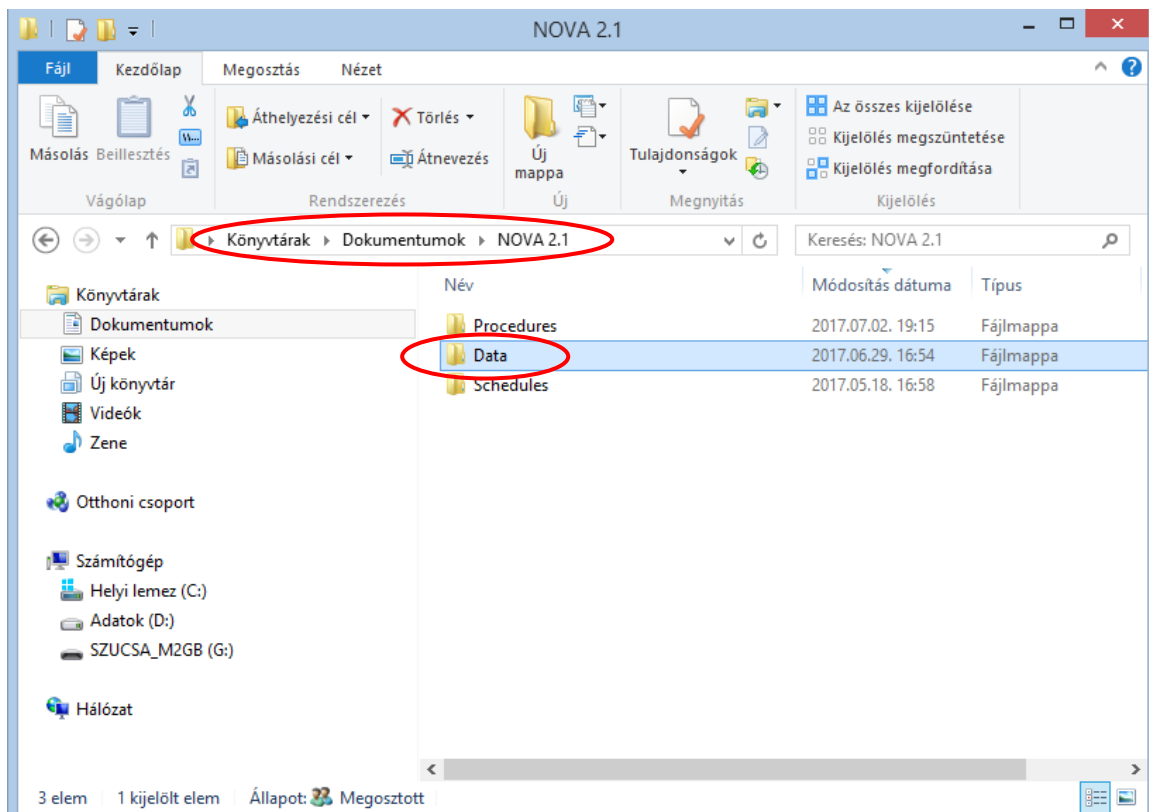 NOVA 2.1
Fájl Kezdőlap Megosztás Nézet
Másolás Beillesztés
Áthelyezési cél
Másolási cél
Törlés
Átnevezés
Új mappa
Tulajdonságok
Az összes kijelölése
Kijelölés megszüntetése
Kijelölés megfordítása
Vágólap Rendszerezés Új Megnyitás Kijelölés
Könyvtárak Dokumentumok NOVA 2.1
Keresés: NOVA 2.1
Könyvtárak
Dokumentumok
Képek
Új könyvtár
Videók
Zene
Otthoni csoport
Számítógép
Helyi lemez (C:)
Adatok (D:)
SZUCSA_M2GB (G:)
Hálózat
Név Módosítás dátuma Típus
Procedures 2017.07.02. 19:15 Fájlmappa
Data 2017.06.29. 16:54 Fájlmappa
Schedules 2017.05.18. 16:58 Fájlmappa
3 elem 1 kijelölt elem Állapot: Megosztott